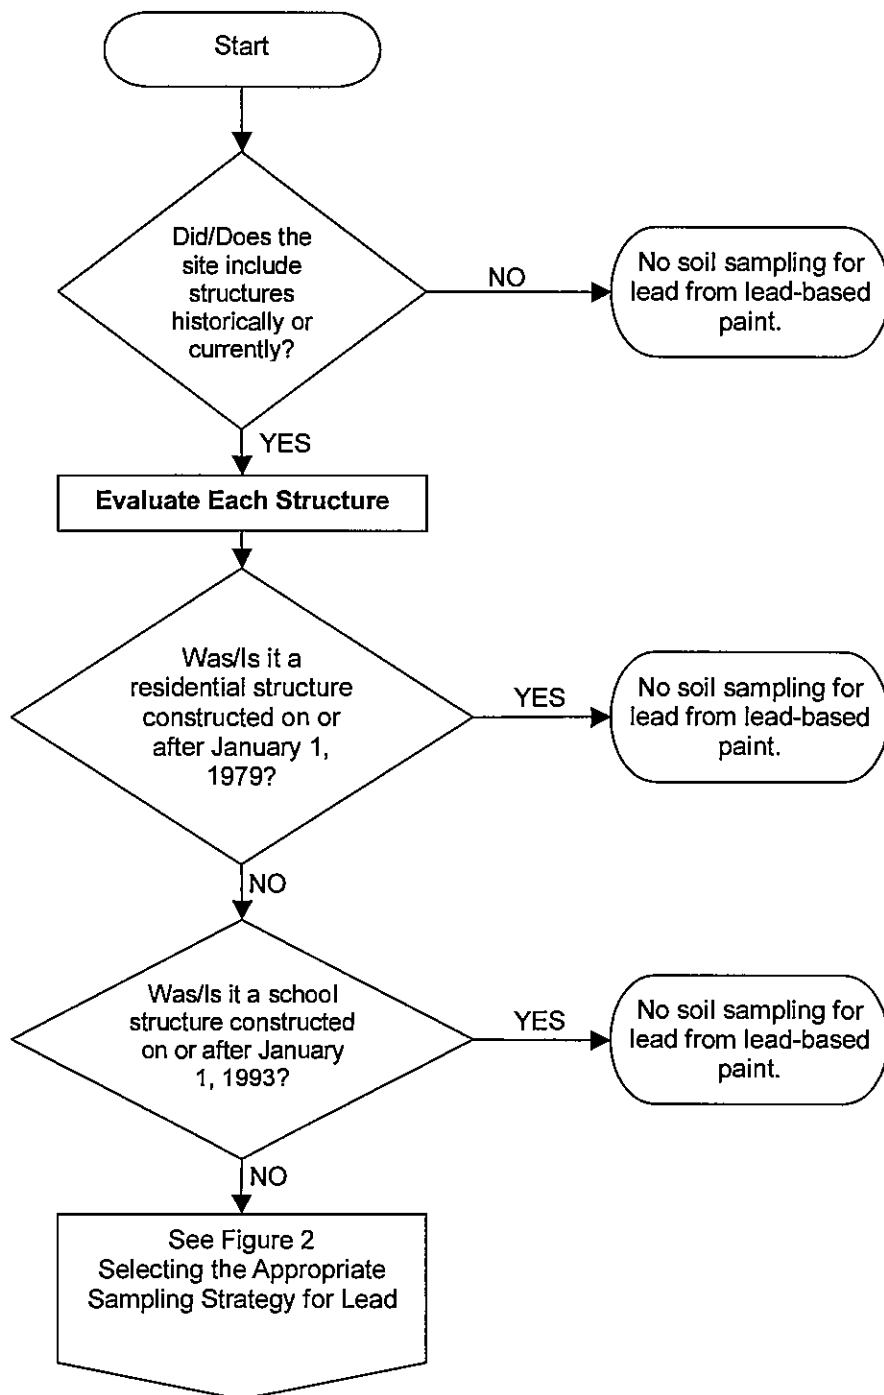 Start
Did/Does the
site include
structures
historically or
currently?
NO
No soil sampling for
lead from lead-based
paint.
YES
Evaluate Each Structure
Was/Is it a
residential structure
constructed on or
after January 1,
1979?
YES
No soil sampling for
lead from lead-based
paint.
NO
Was/Is it a school
structure constructed
on or after January
1, 1993?
YES
No soil sampling for
lead from lead-based
paint.
NO
See Figure 2
Selecting the Appropriate
Sampling Strategy for Lead